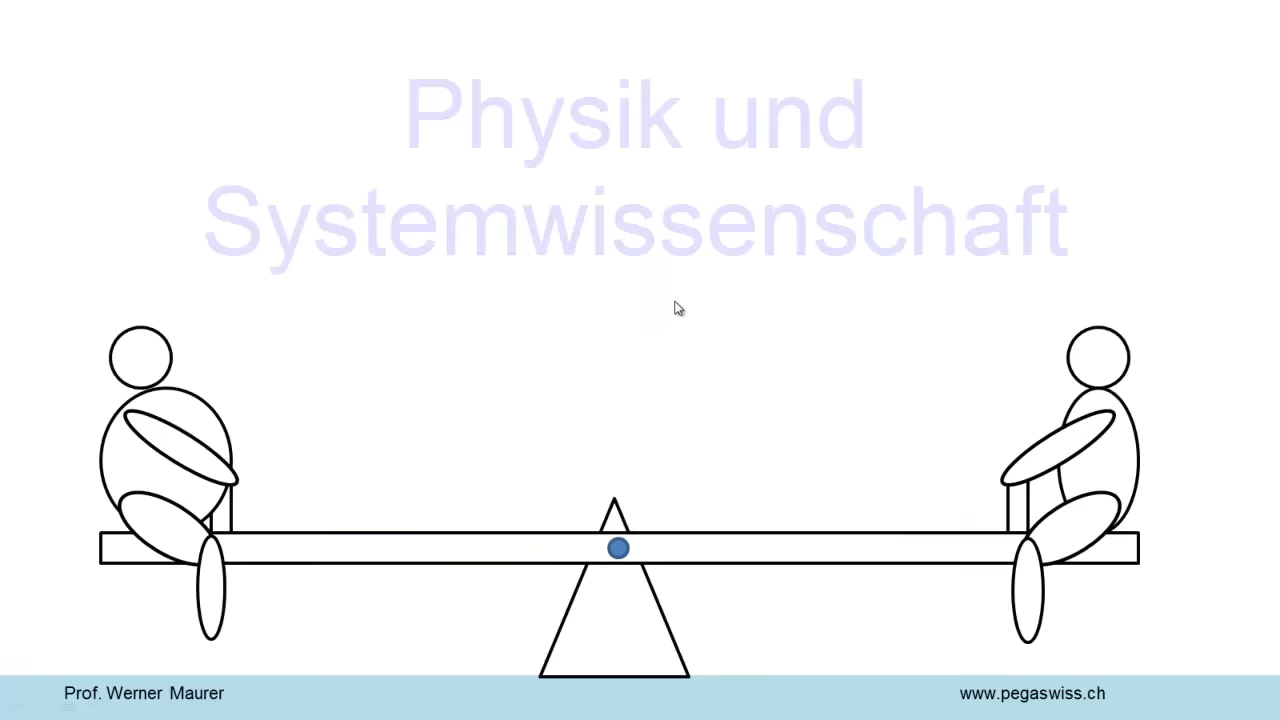 Physik und
Systemwissenschaft
Prof. Werner Maurer
www.pegaswiss.ch